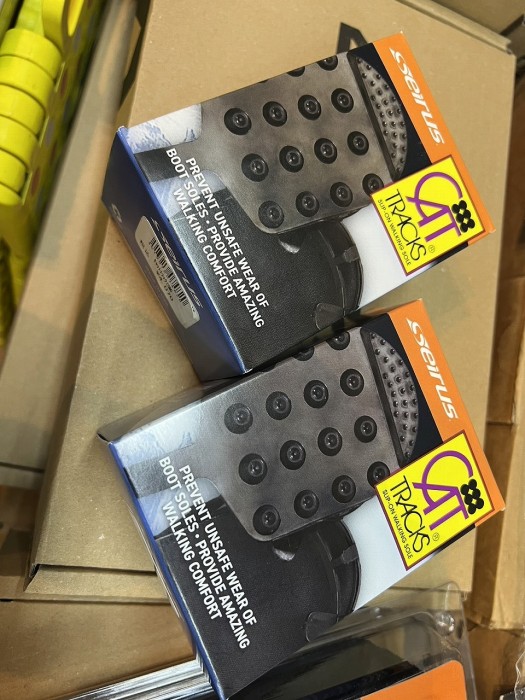 seirus
CAT
TRACKS®
SLIP-ON WALKING SOLE
PREVENT UNSAFE WEAR OF
BOOT SOLES • PROVIDE AMAZING
WALKING COMFORT
seirus
CAT
TRACKS®
SLIP-ON WALKING SOLE
PREVENT UNSAFE WEAR OF
BOOT SOLES • PROVIDE AMAZING
WALKING COMFORT